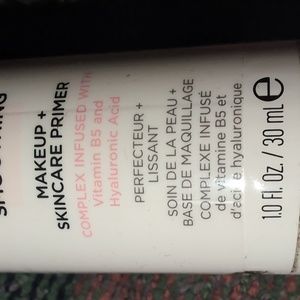 MAKEUP +
SKINCARE PRIMER
COMPLEX INFUSED WITH
Vitamin B5 and
Hyaluronic Acid
PERFECTEUR +
LISSANT
SOIN DE LA PEAU +
BASE DE MAQUILLAGE
COMPLEXE INFUSÉ
de vitamine B5 et
d'acide hyaluronique
1.0 Fl. Oz. / 30 ml e